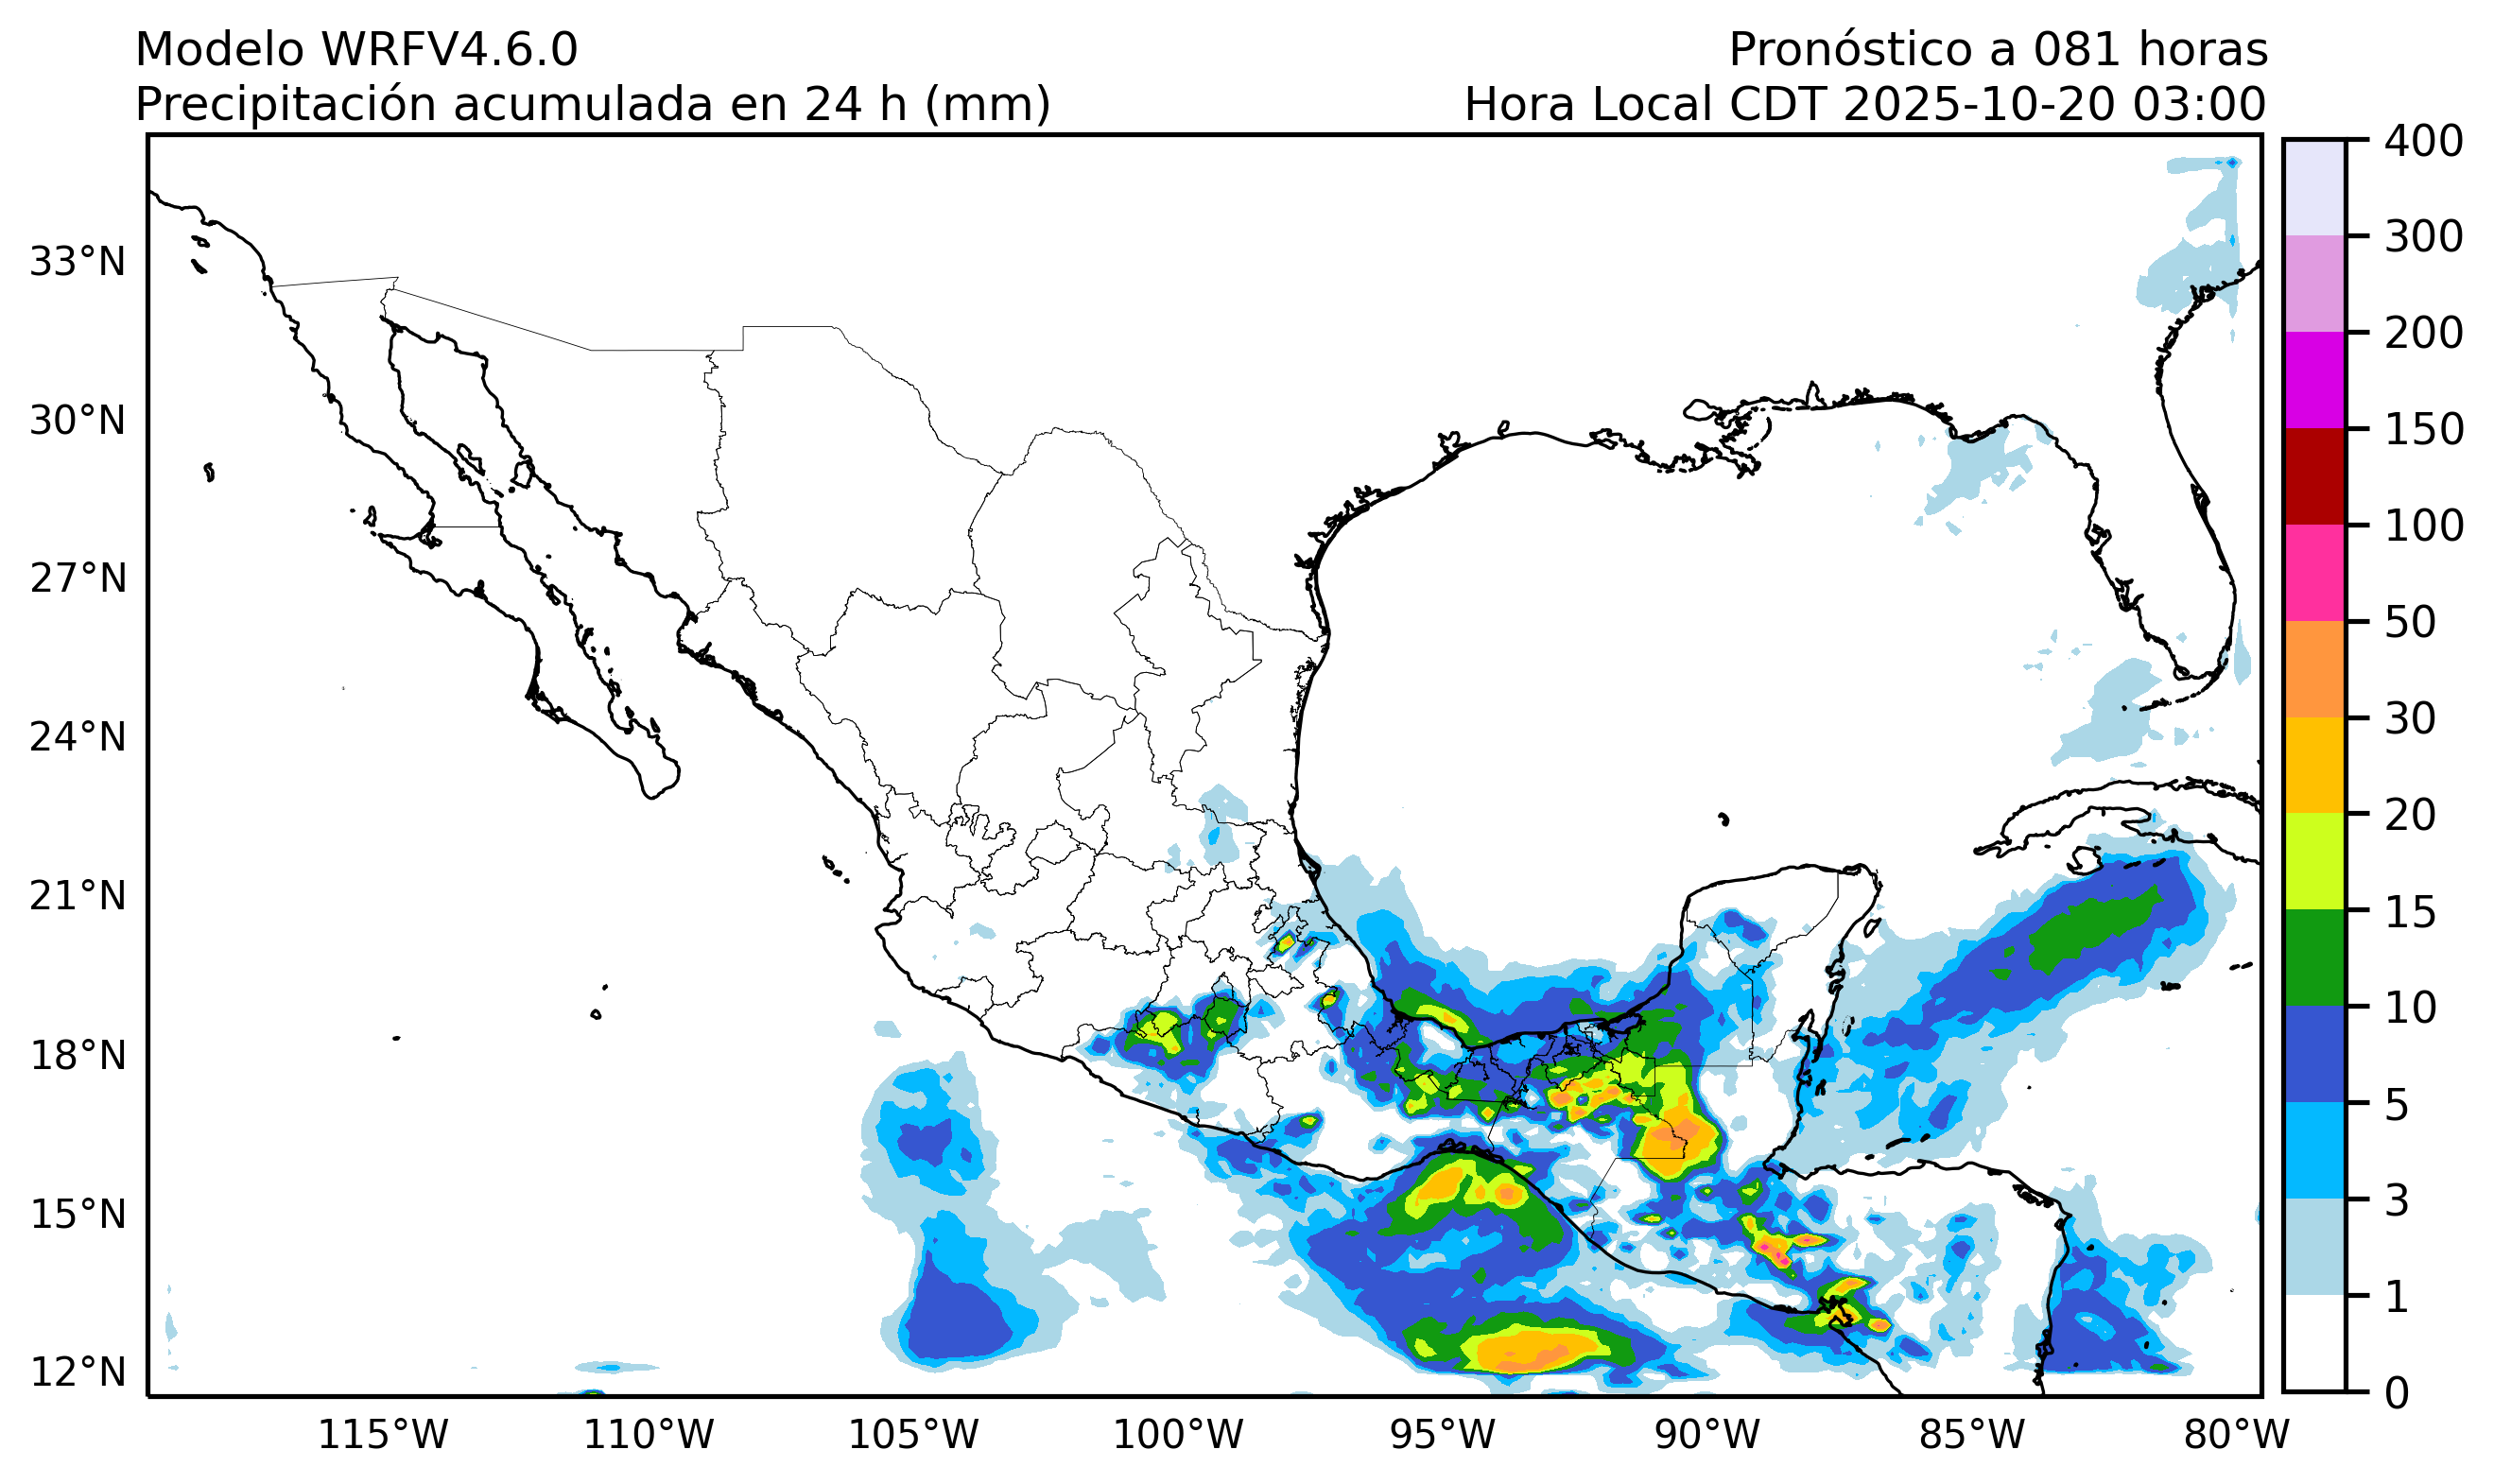 Modelo WRFV4.6.0
Pronóstico a 081 horas
Precipitación acumulada en 24 h (mm)
Hora Local CDT 2025-10-20 03:00
33°N
30°N
27°N
24°N
21°N
18°N
15°N
12°N
115°W
110°W
105°W
100°W
95°W
90°W
85°W
80°W
400
300
200
150
100
50
30
20
15
10
5
3
1
0